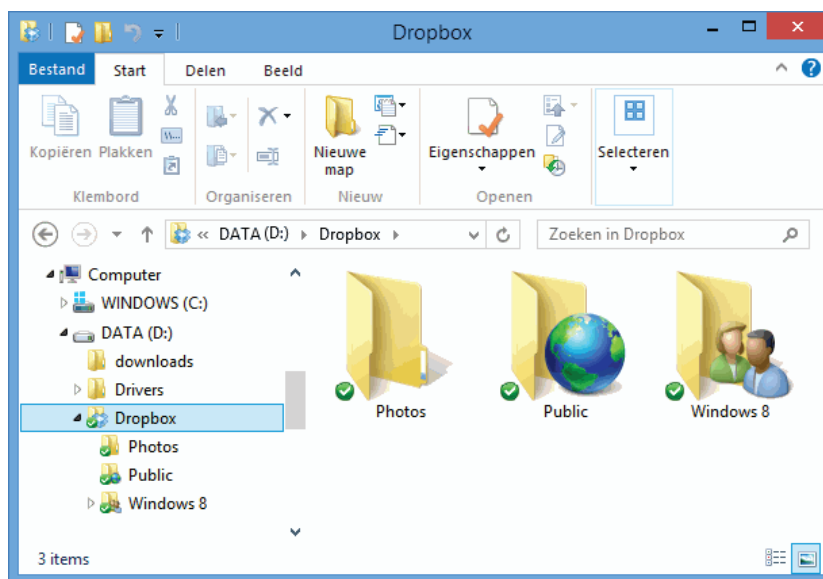 Dropbox
Bestand Start Delen Beeld
Kopiëren Plakken Nieuwe map Eigenschappen Selecteren
Klembord Organiseren Nieuw Openen
« DATA (D:) Dropbox Zoeken in Dropbox
Computer
WINDOWS (C:)
DATA (D:)
downloads
Drivers
Dropbox
Photos
Public
Windows 8
Photos Public Windows 8
3 items